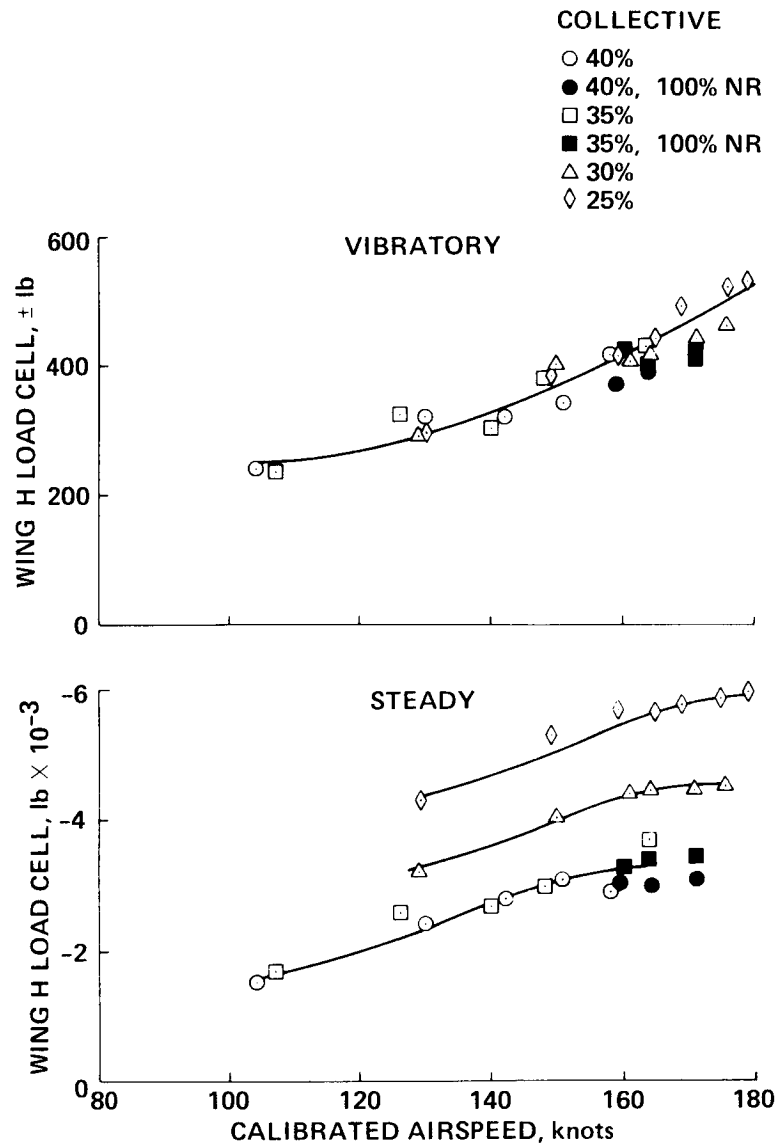 COLLECTIVE
40%
40%, 100% NR
35%
35%, 100% NR
30%
25%
VIBRATORY
WING H LOAD CELL, ± lb
600
400
200
0
STEADY
WING H LOAD CELL, lb × 10⁻³
-6
-4
-2
0
80 100 120 140 160 180
CALIBRATED AIRSPEED, knots